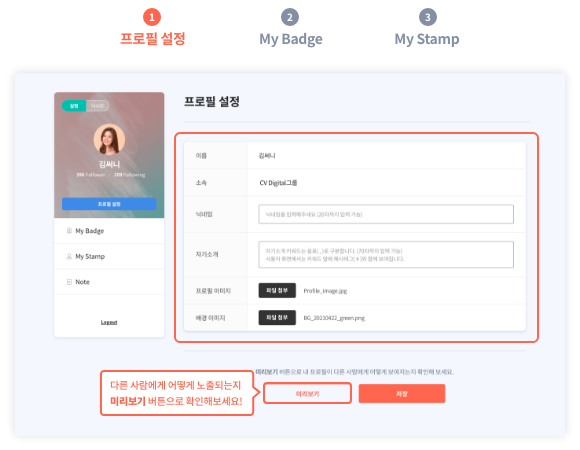 1
2
3
프로필 설정
My Badge
My Stamp
실명
닉네임
김써니
Follower
Following
프로필 설정
My Badge
My Stamp
Note
Logout
프로필 설정
이름
김써니
소속
CV Digital그룹
닉네임
닉네임을 입력해주세요 (20자까지 입력 가능)
자기소개
자기소개 키워드는 쉼표( , )로 구분합니다. (70자까지 입력 가능)
사용자 화면에서는 키워드 앞에 해시태그( # )와 함께 보여집니다.
프로필 이미지
파일 첨부
Profile_image.jpg
배경 이미지
파일 첨부
BG_20210422_green.png
미리보기 버튼으로 내 프로필이 다른 사람에게 어떻게 보여지는지 확인해 보세요.
다른 사람에게 어떻게 노출되는지
미리보기 버튼으로 확인해보세요!
미리보기
저장